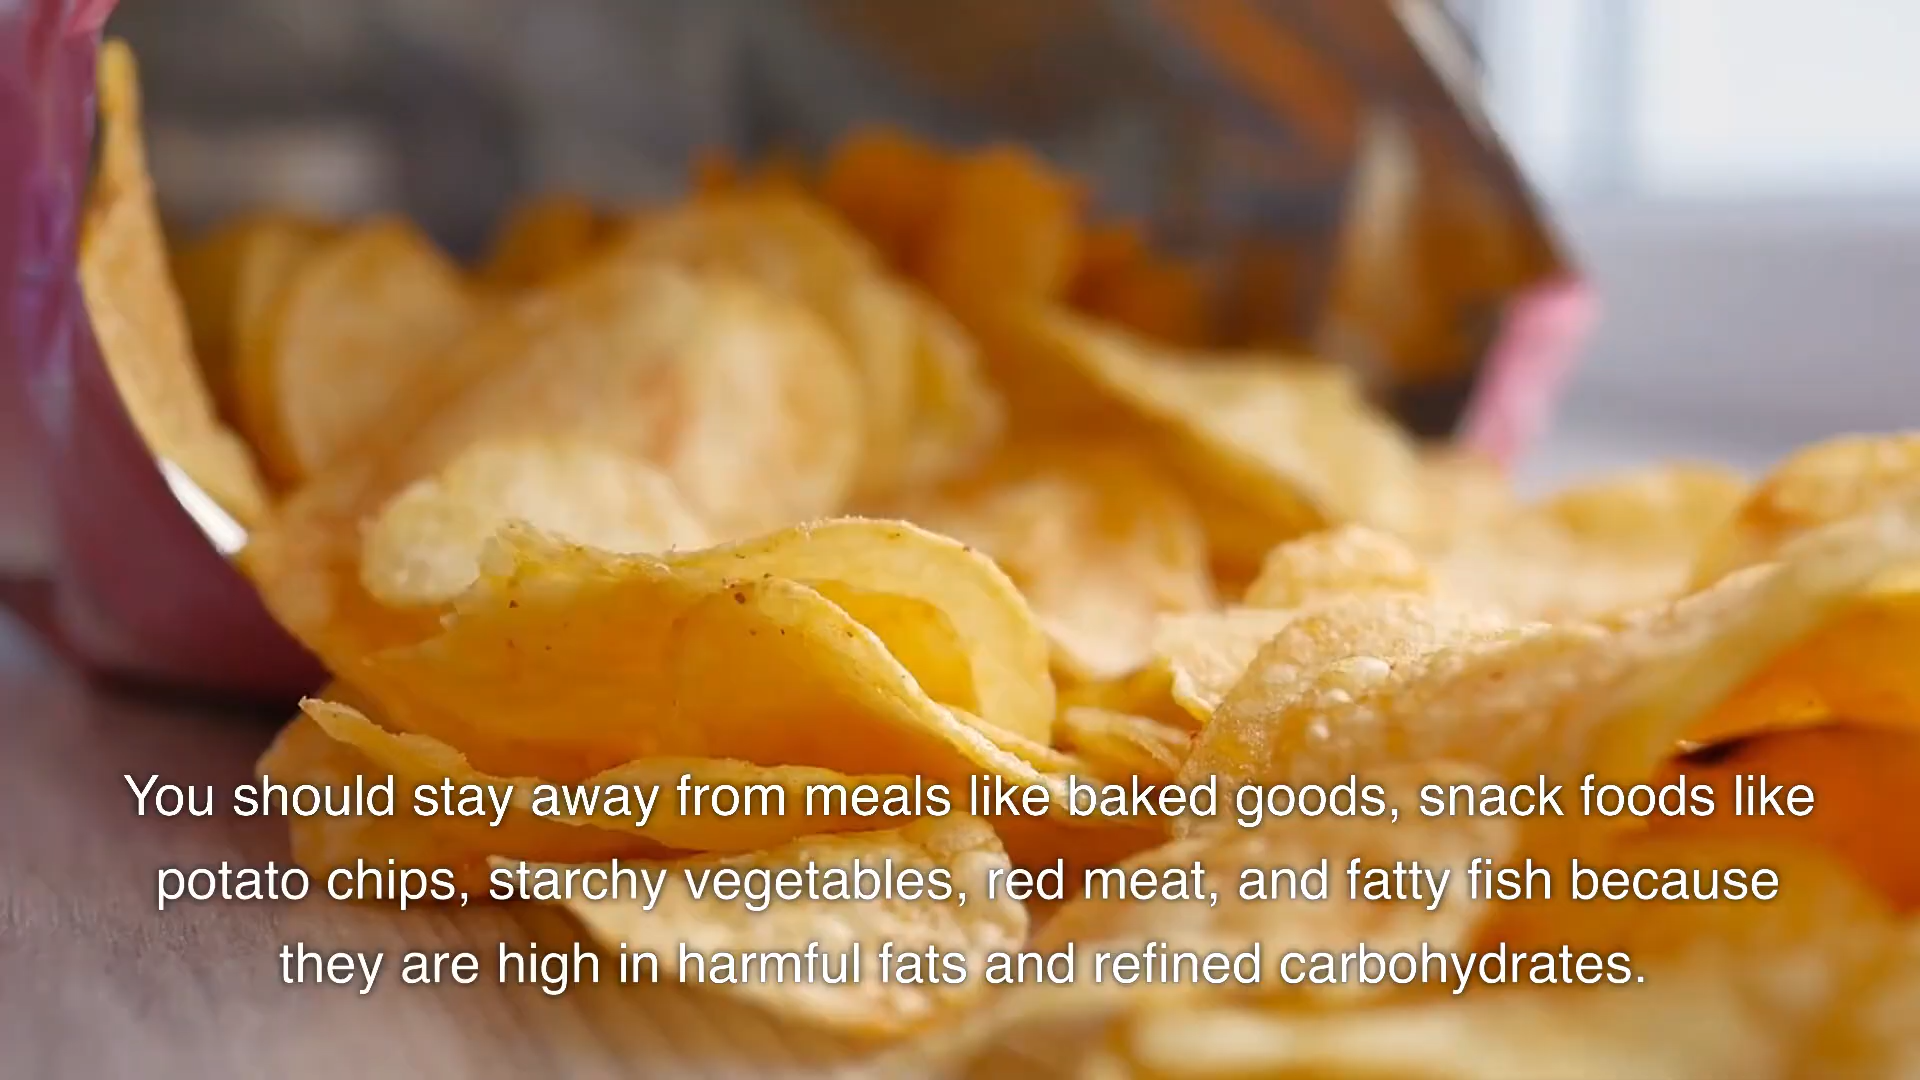 You should stay away from meals like baked goods, snack foods like
potato chips, starchy vegetables, red meat, and fatty fish because
they are high in harmful fats and refined carbohydrates.